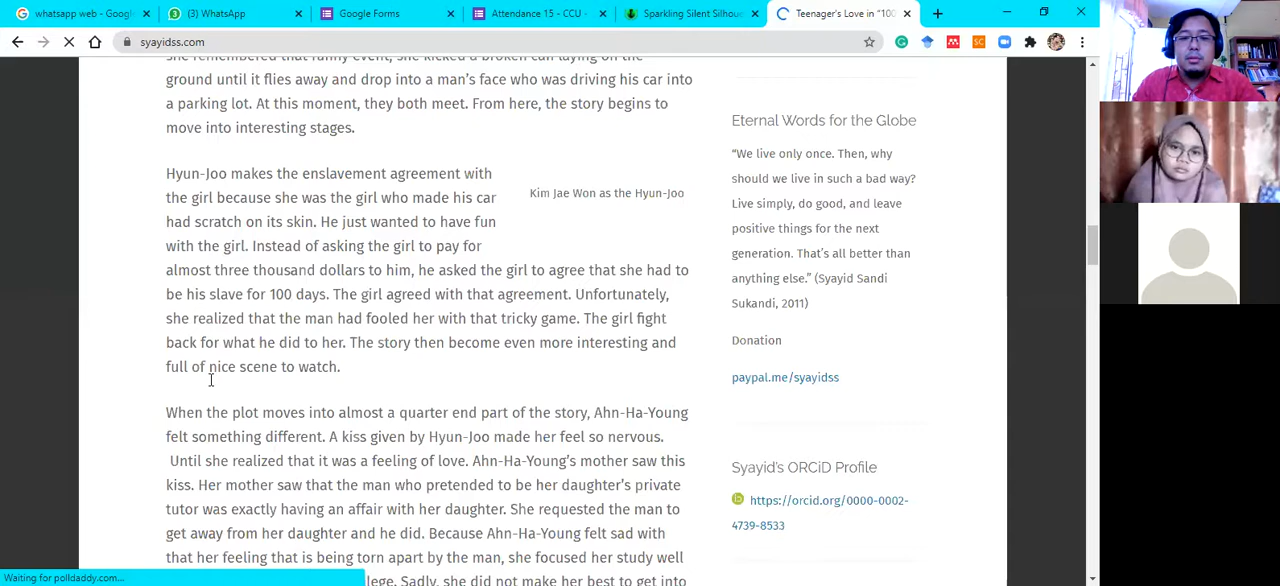 whatsapp web - Google
(3) WhatsApp
Google Forms
Attendance 15 - CCU -
Sparkling Silent Silhou
Teenager's Love in "100
syayidss.com
she remembered that funny event, she kicked a broken can laying on the
ground until it flies away and drop into a man's face who was driving his car into
a parking lot. At this moment, they both meet. From here, the story begins to
move into interesting stages.
Hyun-Joo makes the enslavement agreement with
the girl because she was the girl who made his car
had scratch on its skin. He just wanted to have fun
with the girl. Instead of asking the girl to pay for
almost three thousand dollars to him, he asked the girl to agree that she had to
be his slave for 100 days. The girl agreed with that agreement. Unfortunately,
she realized that the man had fooled her with that tricky game. The girl fight
back for what he did to her. The story then become even more interesting and
full of nice scene to watch.
Kim Jae Won as the Hyun-Joo
When the plot moves into almost a quarter end part of the story, Ahn-Ha-Young
felt something different. A kiss given by Hyun-Joo made her feel so nervous.
Until she realized that it was a feeling of love. Ahn-Ha-Young's mother saw this
kiss. Her mother saw that the man who pretended to be her daughter's private
tutor was exactly having an affair with her daughter. She requested the man to
get away from her daughter and he did. Because Ahn-Ha-Young felt sad with
that her feeling that is being torn apart by the man, she focused her study well
lege. Sadly, she did not make her best to get into
Eternal Words for the Globe
"We live only once. Then, why
should we live in such a bad way?
Live simply, do good, and leave
positive things for the next
generation. That's all better than
anything else." (Syayid Sandi
Sukandi, 2011)
Donation
paypal.me/syayidss
Syayid's ORCiD Profile
https://orcid.org/0000-0002-
4739-8533
Waiting for polldaddy.com...